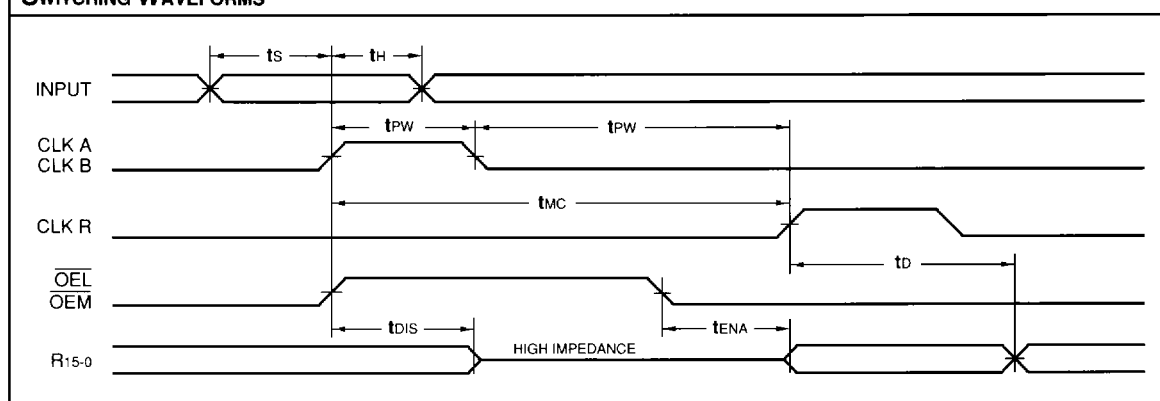 SWITCHING WAVEFORMS
tS tH
INPUT
tPW tPW
CLK A
CLK B
tMC
CLK R
tD
OEL
OEM
tDIS tENA
HIGH IMPEDANCE
R15-0